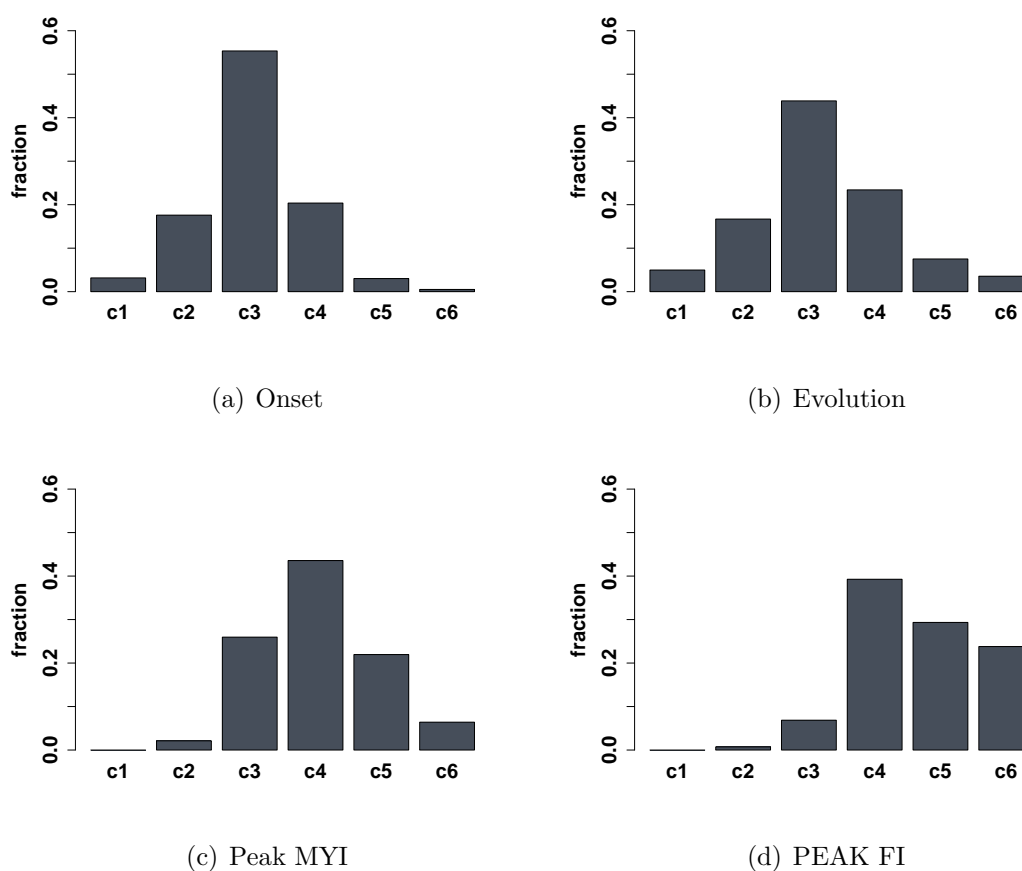 0.6
0.4
0.2
0.0
fraction
c1 c2 c3 c4 c5 c6
(a) Onset
0.6
0.4
0.2
0.0
fraction
c1 c2 c3 c4 c5 c6
(b) Evolution
0.6
0.4
0.2
0.0
fraction
c1 c2 c3 c4 c5 c6
(c) Peak MYI
0.6
0.4
0.2
0.0
fraction
c1 c2 c3 c4 c5 c6
(d) PEAK FI